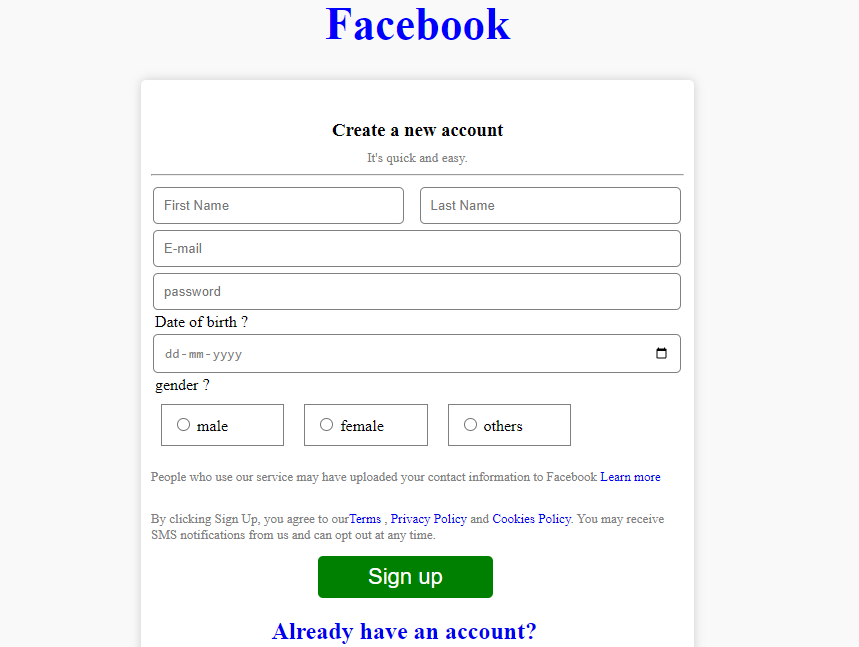 Facebook
Create a new account
It's quick and easy.
First Name Last Name
E-mail
password
Date of birth ?
dd-mm-yyyy
gender ?
male female others
People who use our service may have uploaded your contact information to Facebook Learn more
By clicking Sign Up, you agree to ourTerms , Privacy Policy and Cookies Policy. You may receive
SMS notifications from us and can opt out at any time.
Sign up
Already have an account?